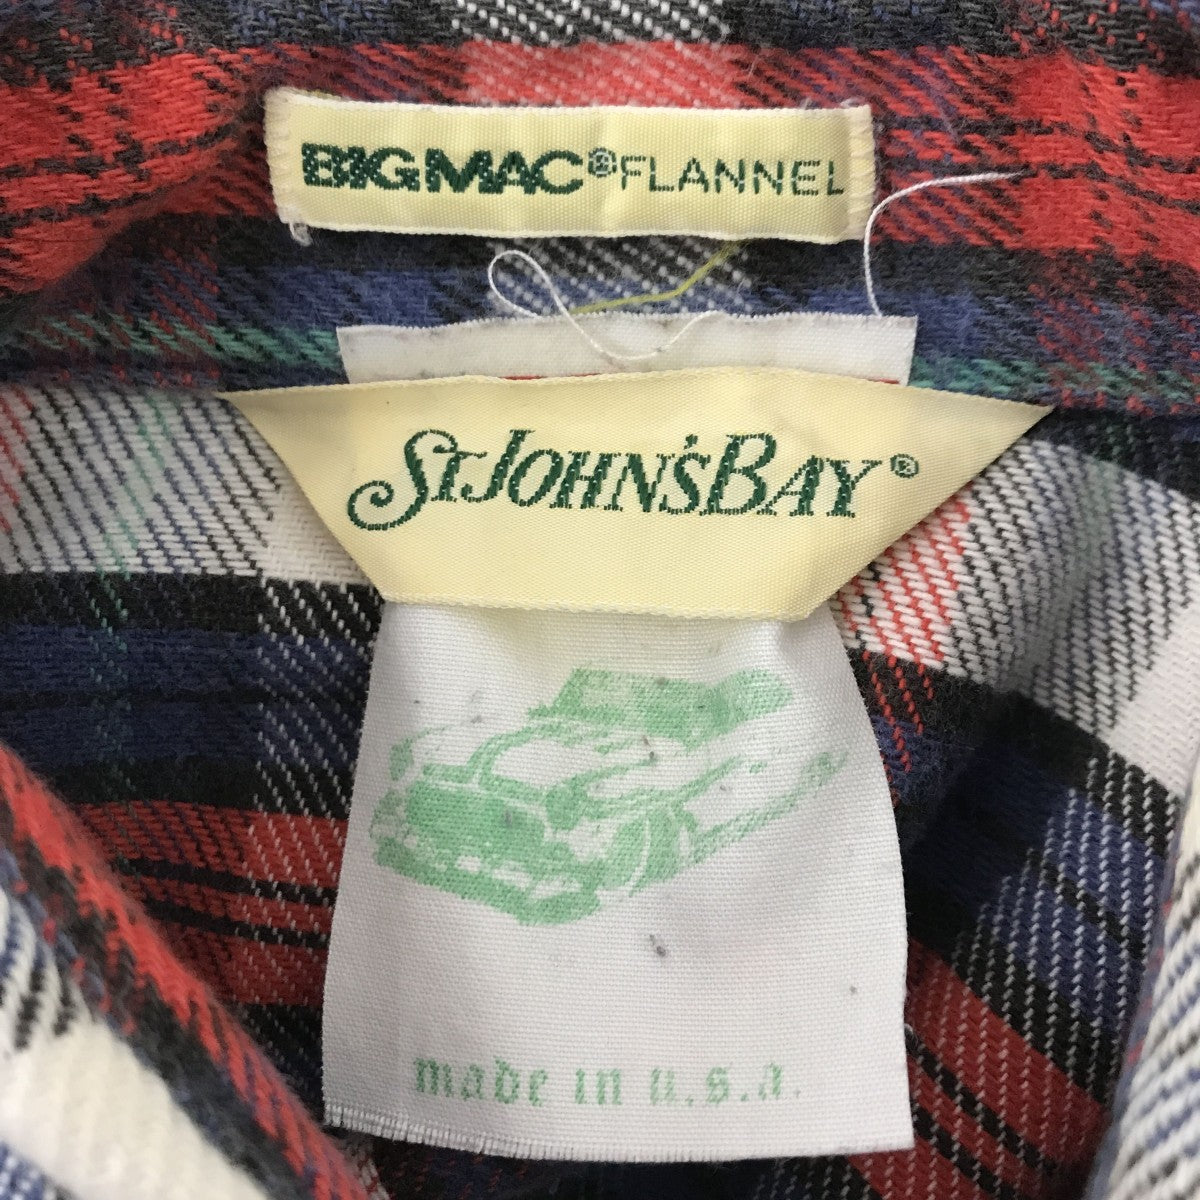 BIG MAC® FLANNEL
ST JOHN'S BAY®
made in u.s.a.